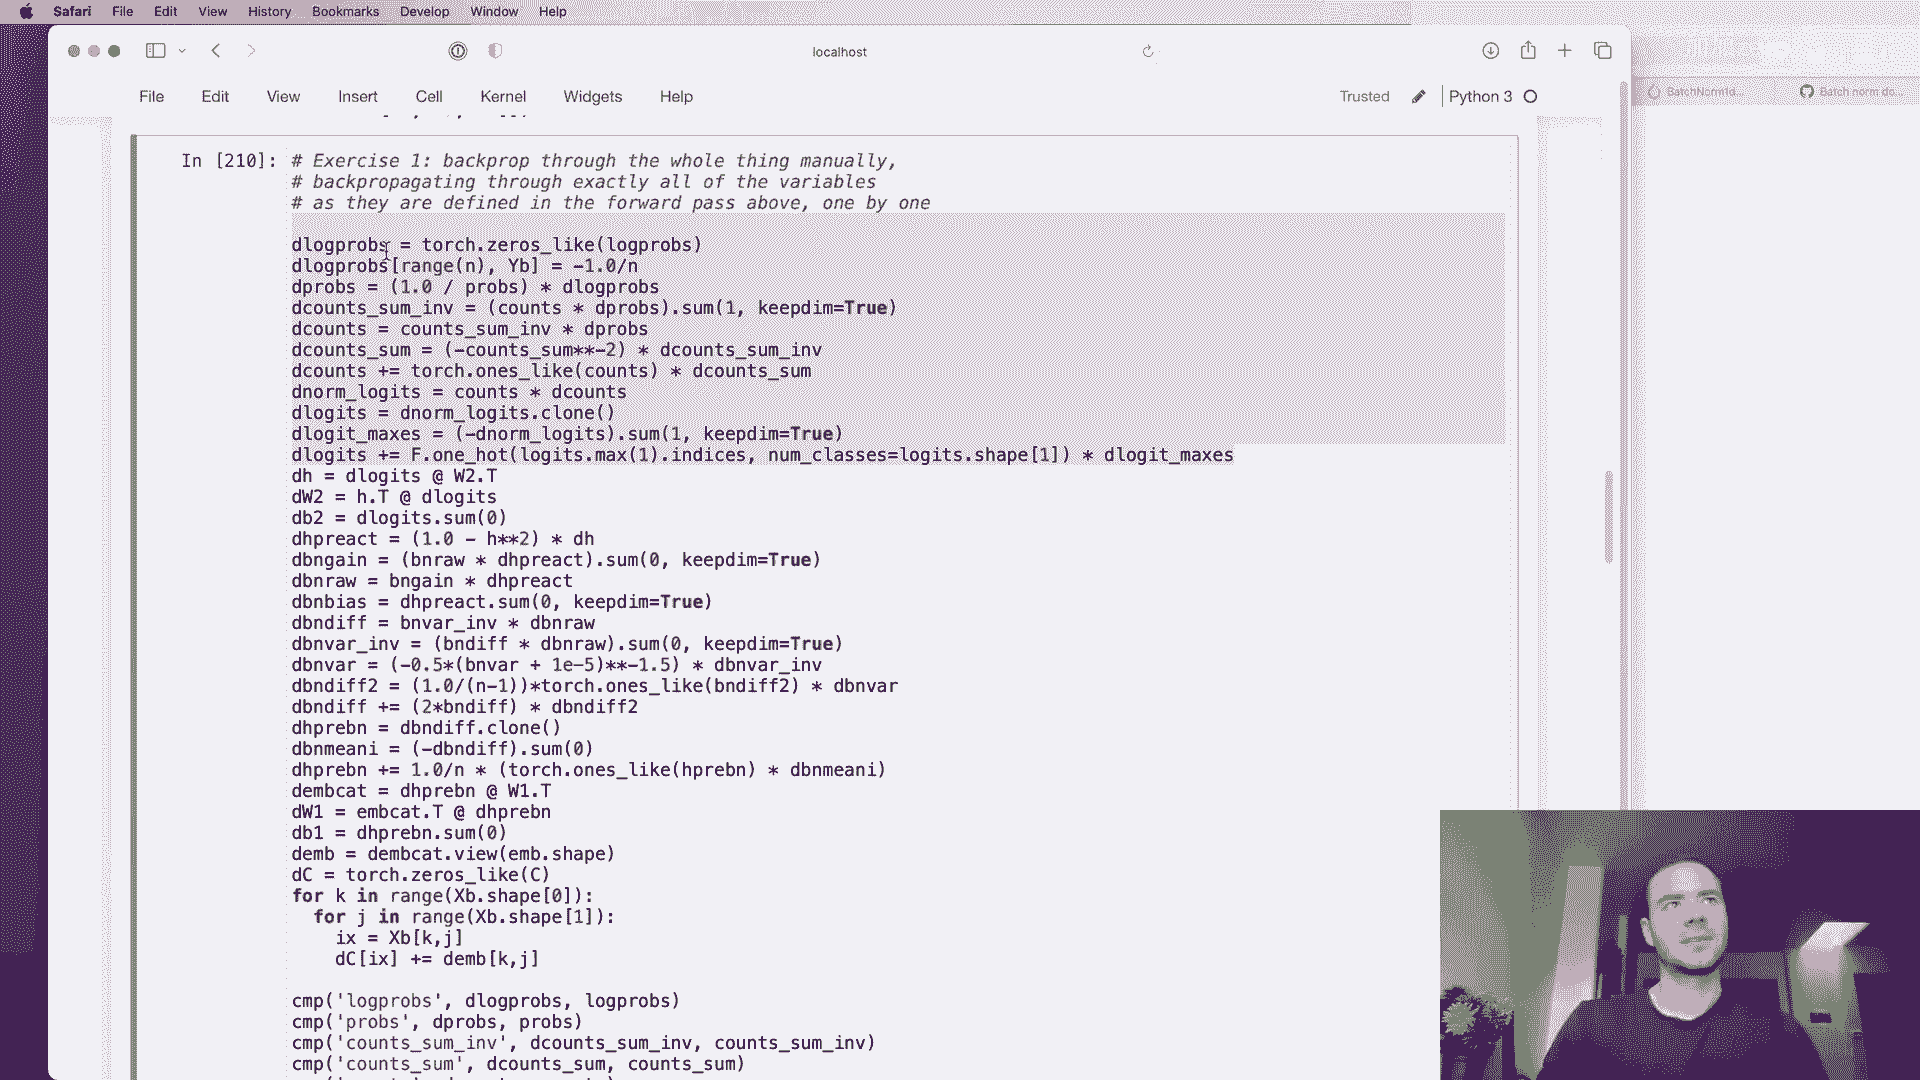 Safari File Edit View History Bookmarks Develop Window Help
localhost
File Edit View Insert Cell Kernel Widgets Help
Trusted Python 3
BatchNorm1d... Batch norm do...
In [210]: # Exercise 1: backprop through the whole thing manually,
# backpropagating through exactly all of the variables
# as they are defined in the forward pass above, one by one
dlogprobs = torch.zeros_like(logprobs)
dlogprobs[range(n), Yb] = -1.0/n
dprobs = (1.0 / probs) * dlogprobs
dcounts_sum_inv = (counts * dprobs).sum(1, keepdim=True)
dcounts = counts_sum_inv * dprobs
dcounts_sum = (-counts_sum**-2) * dcounts_sum_inv
dcounts += torch.ones_like(counts) * dcounts_sum
dnorm_logits = counts * dcounts
dlogits = dnorm_logits.clone()
dlogit_maxes = (-dnorm_logits).sum(1, keepdim=True)
dlogits += F.one_hot(logits.max(1).indices, num_classes=logits.shape[1]) * dlogit_maxes
dh = dlogits @ W2.T
dW2 = h.T @ dlogits
db2 = dlogits.sum(0)
dhpreact = (1.0 - h**2) * dh
dbngain = (bnraw * dhpreact).sum(0, keepdim=True)
dbnraw = bngain * dhpreact
dbnbias = dhpreact.sum(0, keepdim=True)
dbndiff = bnvar_inv * dbnraw
dbnvar_inv = (bndiff * dbnraw).sum(0, keepdim=True)
dbnvar = (-0.5*(bnvar + 1e-5)**-1.5) * dbnvar_inv
dbndiff2 = (1.0/(n-1))*torch.ones_like(bndiff2) * dbnvar
dbndiff += (2*bndiff) * dbndiff2
dhprebn = dbndiff.clone()
dbnmeani = (-dbndiff).sum(0)
dhprebn += 1.0/n * (torch.ones_like(hprebn) * dbnmeani)
dembcat = dhprebn @ W1.T
dW1 = embcat.T @ dhprebn
db1 = dhprebn.sum(0)
demb = dembcat.view(emb.shape)
dC = torch.zeros_like(C)
for k in range(Xb.shape[0]):
for j in range(Xb.shape[1]):
ix = Xb[k,j]
dC[ix] += demb[k,j]
cmp('logprobs', dlogprobs, logprobs)
cmp('probs', dprobs, probs)
cmp('counts_sum_inv', dcounts_sum_inv, counts_sum_inv)
cmp('counts_sum', dcounts_sum, counts_sum)